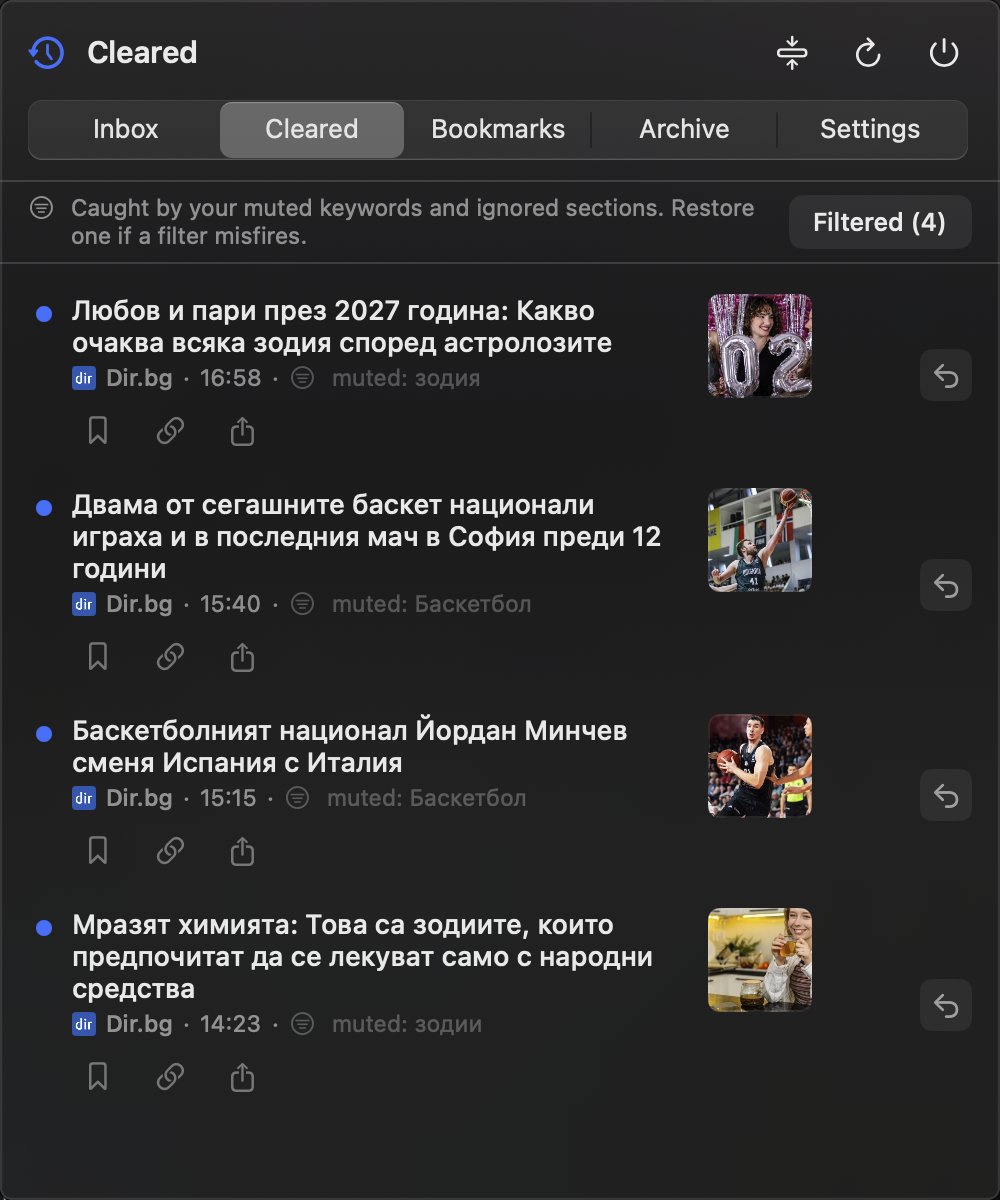 Cleared
Inbox
Cleared
Bookmarks
Archive
Settings
Caught by your muted keywords and ignored sections. Restore
one if a filter misfires.
Filtered (4)
Любов и пари през 2027 година: Какво
очаква всяка зодия според астролозите
dir Dir.bg · 16:58 · muted: зодия
02
Двама от сегашните баскет национали
играха и в последния мач в София преди 12
години
dir Dir.bg · 15:40 · muted: Баскетбол
41
Баскетболният национал Йордан Минчев
сменя Испания с Италия
dir Dir.bg · 15:15 · muted: Баскетбол
Мразят химията: Това са зодиите, които
предпочитат да се лекуват само с народни
средства
dir Dir.bg · 14:23 · muted: зодии